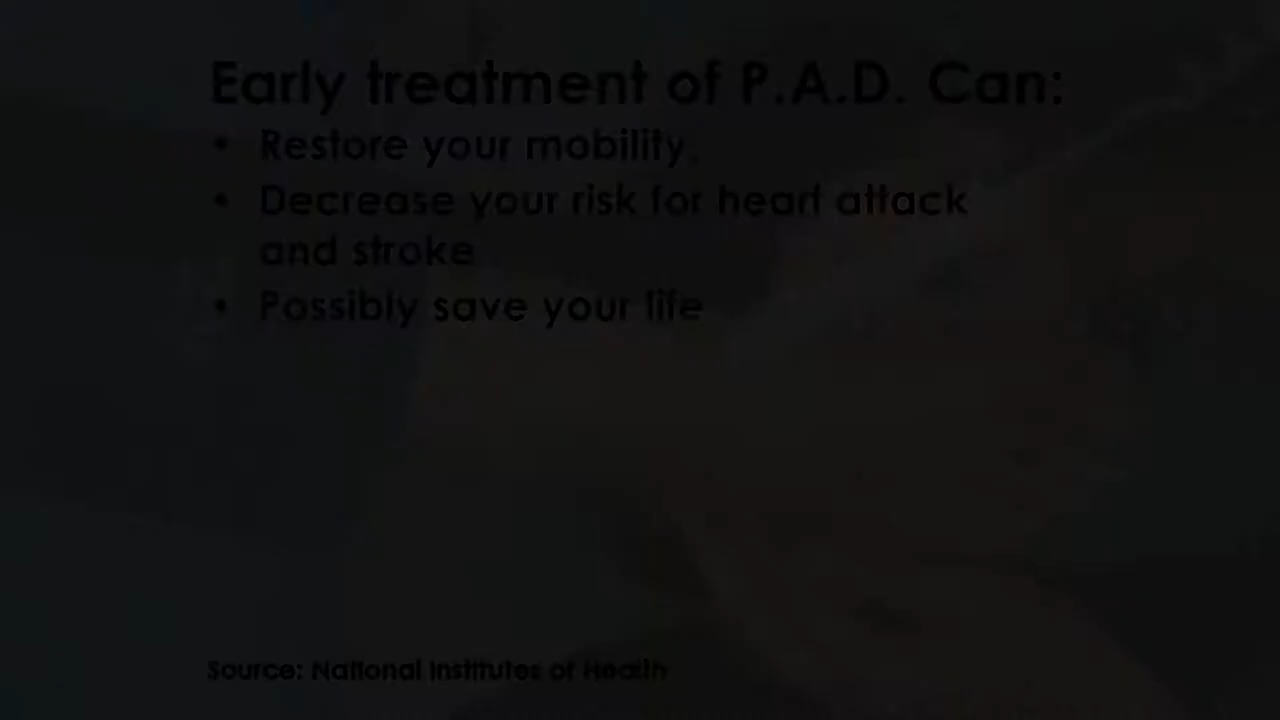 Early treatment of P.A.D. Can:
• Restore your mobility
• Decrease your risk for heart attack
and stroke
• Possibly save your life
Source: National Institutes of Health